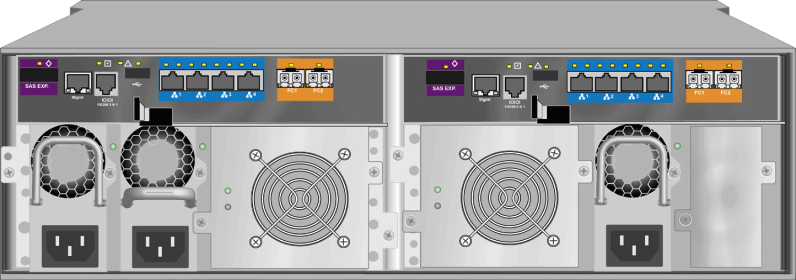 SAS EXP.
Mgmt
IOIOI
1 2 3 4
FC1 FC2
SAS EXP.
Mgmt
IOIOI
1 2 3 4
FC1 FC2